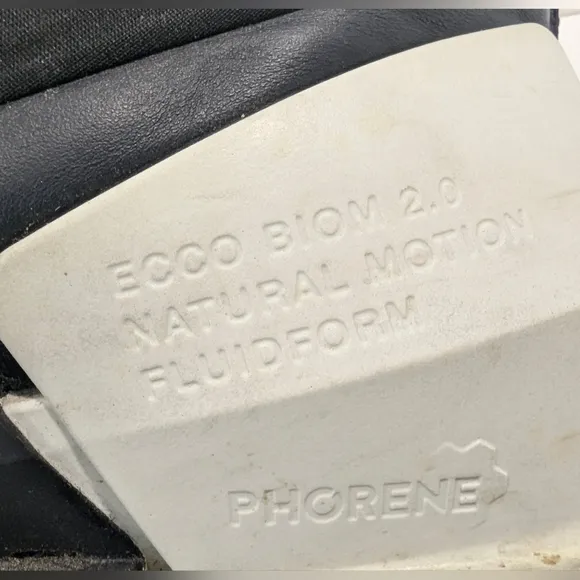 ECCO BIOM 2.0
NATURAL MOTION
FLUIDFORM
PHORENE